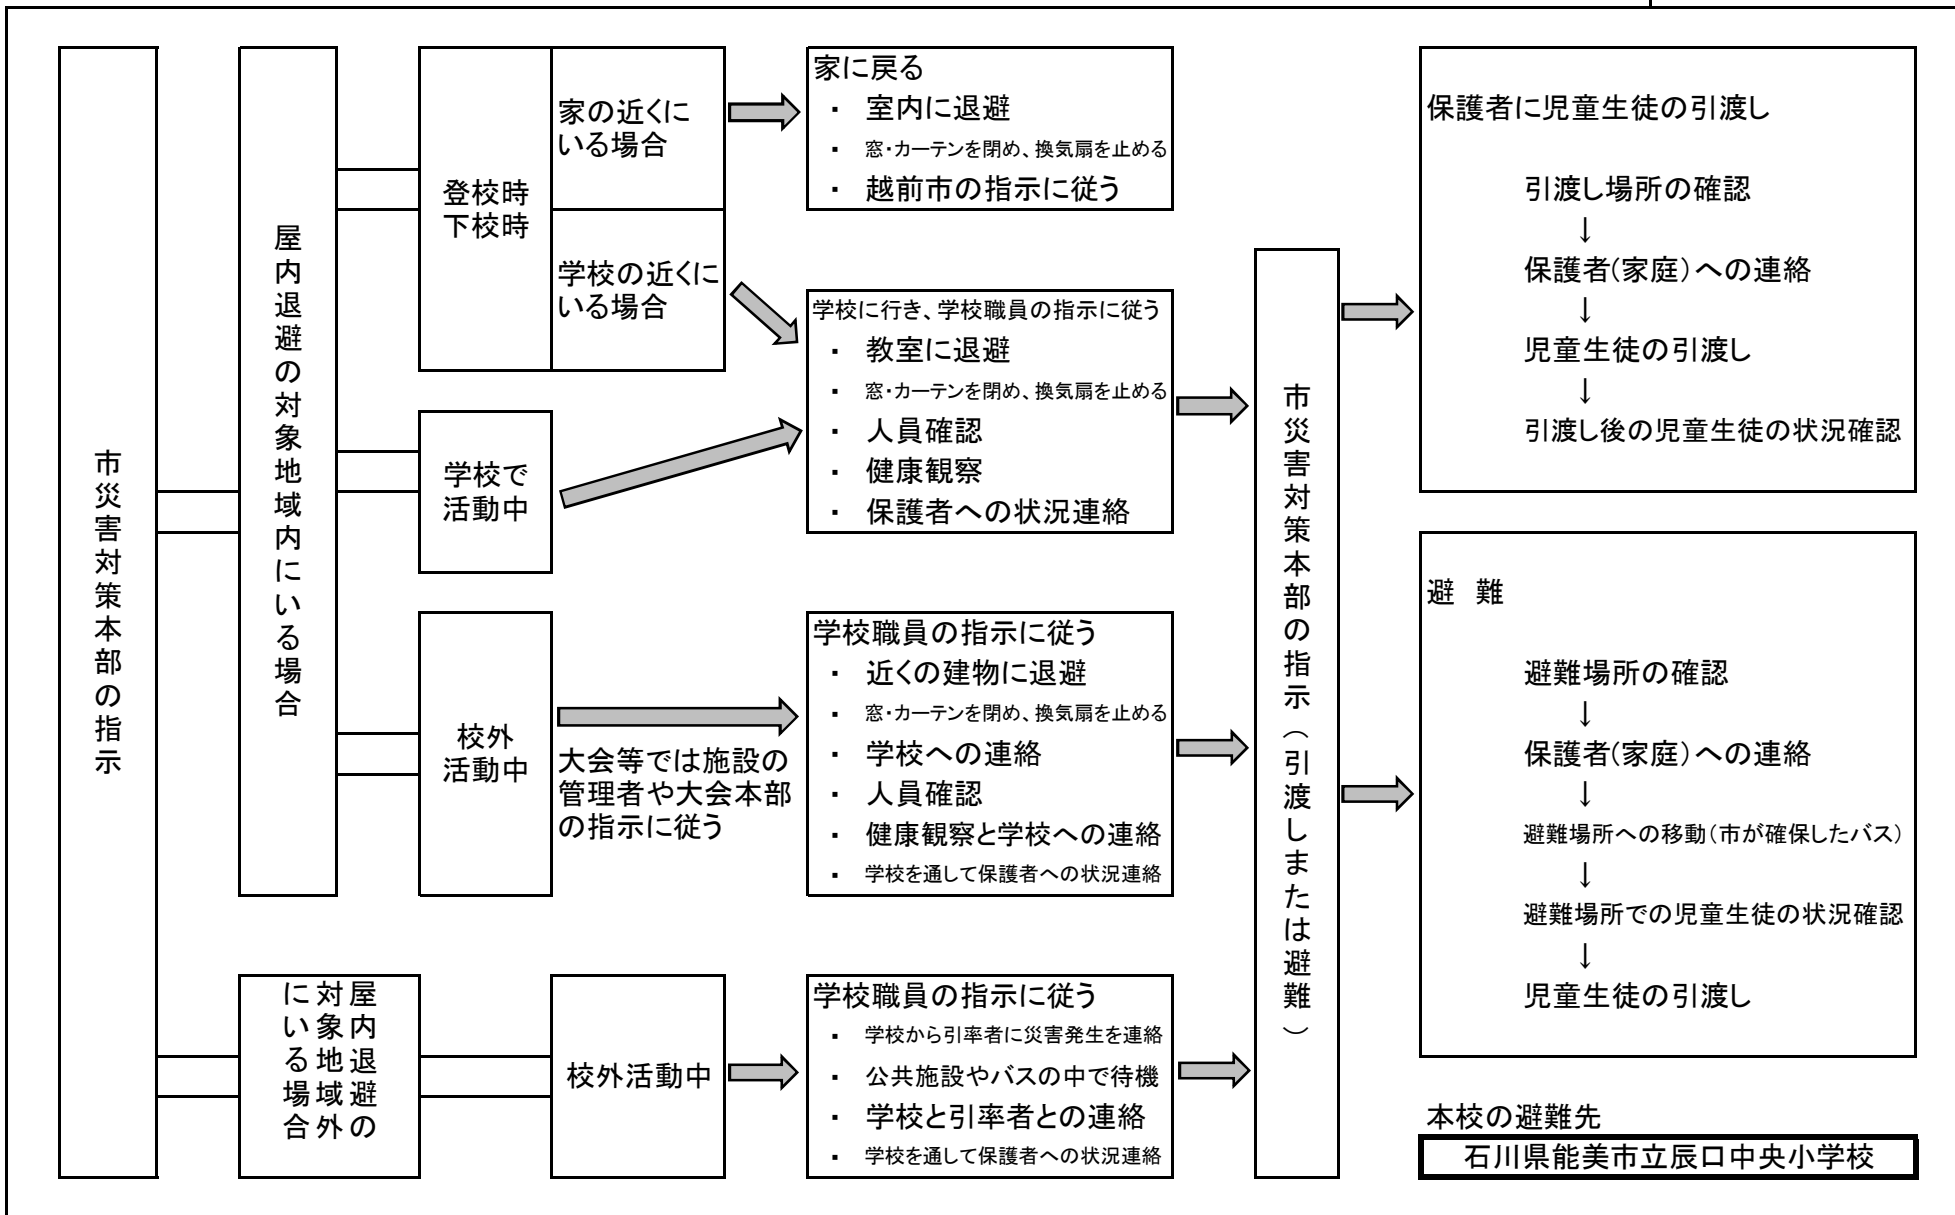 市災害対策本部の指示
屋内退避の対象地域内にいる場合
登校時
下校時
家の近くに
いる場合
学校の近くに
いる場合
家に戻る
・ 室内に退避
・ 窓・カーテンを閉め、換気扇を止める
・ 越前市の指示に従う
学校に行き、学校職員の指示に従う
・ 教室に退避
・ 窓・カーテンを閉め、換気扇を止める
・ 人員確認
・ 健康観察
・ 保護者への状況連絡
学校で
活動中
校外
活動中
大会等では施設の
管理者や大会本部
の指示に従う
学校職員の指示に従う
・ 近くの建物に退避
・ 窓・カーテンを閉め、換気扇を止める
・ 学校への連絡
・ 人員確認
・ 健康観察と学校への連絡
・ 学校を通して保護者への状況連絡
屋内退避の
対象地域外
にいる場合
校外活動中
学校職員の指示に従う
・ 学校から引率者に災害発生を連絡
・ 公共施設やバスの中で待機
・ 学校と引率者との連絡
・ 学校を通して保護者への状況連絡
市災害対策本部の指示（引渡しまたは避難）
保護者に児童生徒の引渡し
引渡し場所の確認
↓
保護者(家庭)への連絡
↓
児童生徒の引渡し
↓
引渡し後の児童生徒の状況確認
避 難
避難場所の確認
↓
保護者(家庭)への連絡
↓
避難場所への移動(市が確保したバス)
↓
避難場所での児童生徒の状況確認
↓
児童生徒の引渡し
本校の避難先
石川県能美市立辰口中央小学校